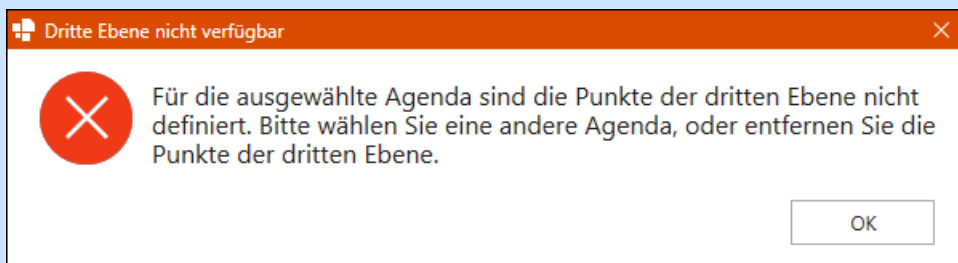 Dritte Ebene nicht verfügbar
Für die ausgewählte Agenda sind die Punkte der dritten Ebene nicht
definiert. Bitte wählen Sie eine andere Agenda, oder entfernen Sie die
Punkte der dritten Ebene.
OK